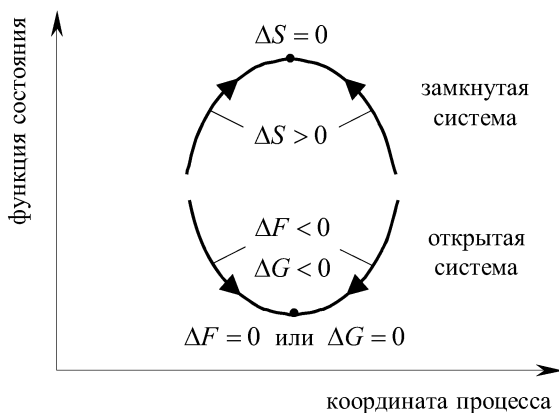 функция состояния
ΔS = 0
замкнутая
система
ΔS > 0
ΔF < 0
ΔG < 0
открытая
система
ΔF = 0 или ΔG = 0
координата процесса